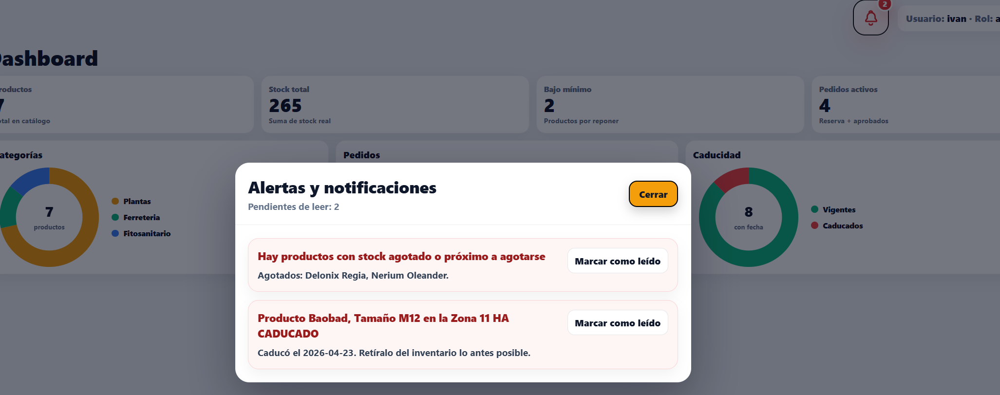 2
Usuario: ivan · Rol: a
Dashboard
roductos
Stock total
Bajo mínimo
Pedidos activos
7
265
2
4
otal en catálogo
Suma de stock real
Productos por reponer
Reserva + aprobados
ategorías
Pedidos
Caducidad
7
productos
Plantas
Ferreteria
Fitosanitario
8
con fecha
Vigentes
Caducados
Alertas y notificaciones
Pendientes de leer: 2
Cerrar
Hay productos con stock agotado o próximo a agotarse
Agotados: Delonix Regia, Nerium Oleander.
Marcar como leído
Producto Baobad, Tamaño M12 en la Zona 11 HA
CADUCADO
Caducó el 2026-04-23. Retíralo del inventario lo antes posible.
Marcar como leído